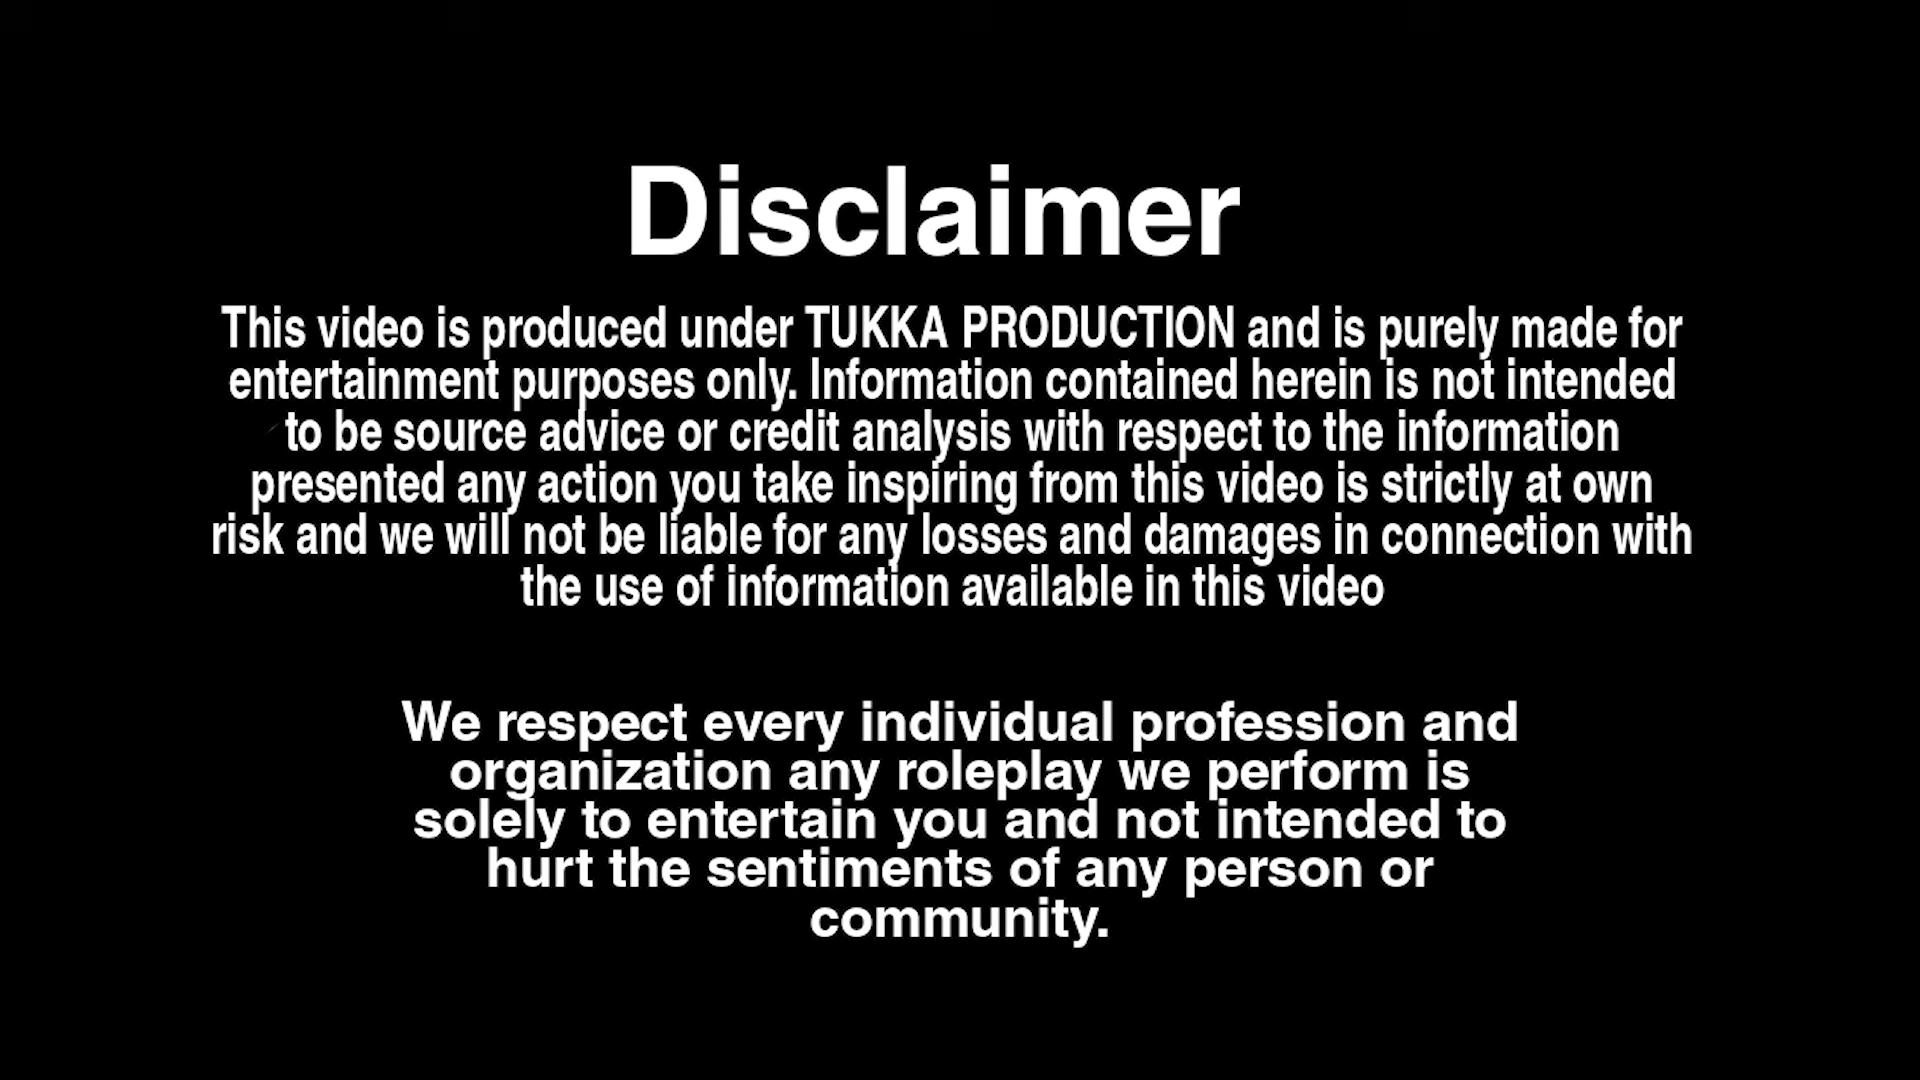 Disclaimer
This video is produced under TUKKA PRODUCTION and is purely made for
entertainment purposes only. Information contained herein is not intended
to be source advice or credit analysis with respect to the information
presented any action you take inspiring from this video is strictly at own
risk and we will not be liable for any losses and damages in connection with
the use of information available in this video
We respect every individual profession and
organization any roleplay we perform is
solely to entertain you and not intended to
hurt the sentiments of any person or
community.